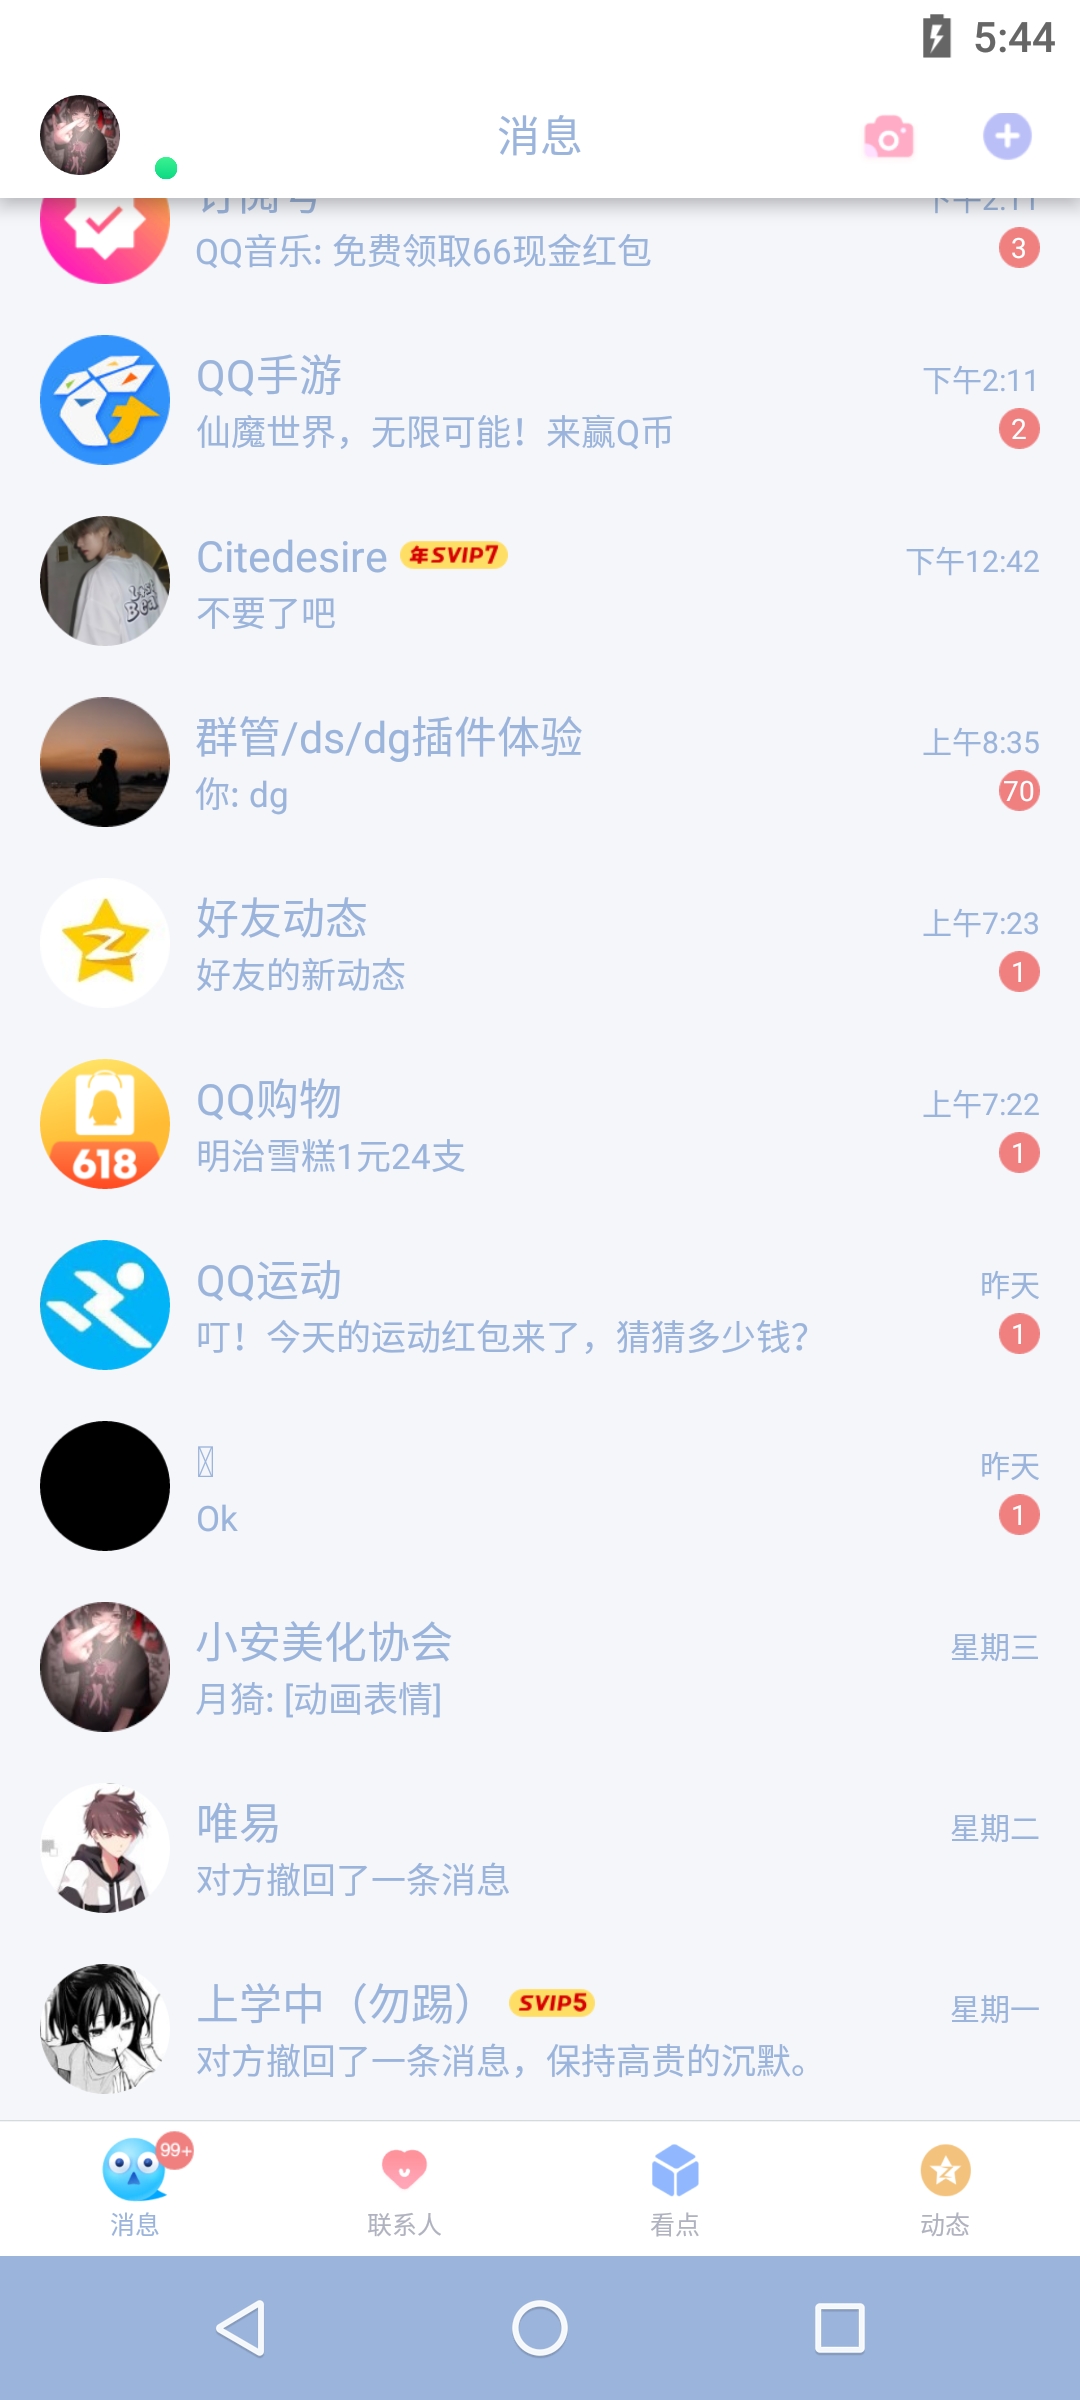 5:44
消息
订阅号
下午2:11
QQ音乐: 免费领取66现金红包
3
QQ手游
下午2:11
仙魔世界，无限可能！来赢Q币
2
Citedesire 年SVIP7
下午12:42
不要了吧
群管/ds/dg插件体验
上午8:35
你: dg
70
好友动态
上午7:23
好友的新动态
1
QQ购物
上午7:22
明治雪糕1元24支
1
618
QQ运动
昨天
叮！今天的运动红包来了，猜猜多少钱？
1
昨天
Ok
1
小安美化协会
星期三
月猗: [动画表情]
唯易
星期二
对方撤回了一条消息
上学中（勿踢） SVIP5
星期一
对方撤回了一条消息，保持高贵的沉默。
99+
消息
联系人
看点
动态